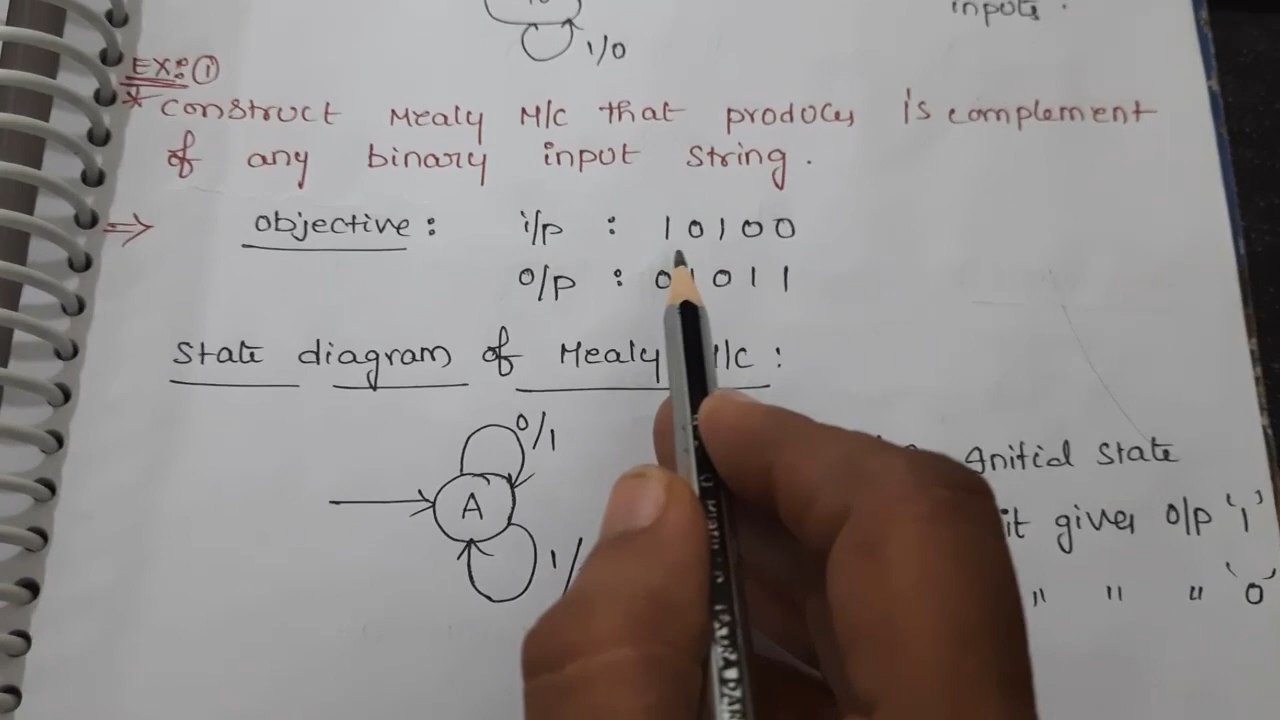 inputs.
1/0
EX:①
* construct Mealy M/C that produces 1's complement
of any binary input string.
⇒ Objective : i/p : 10100
o/p : 01011
State diagram of Mealy M/C :
0/1
A
1/
Initial state
it gives o/p '1'
" " " '0'